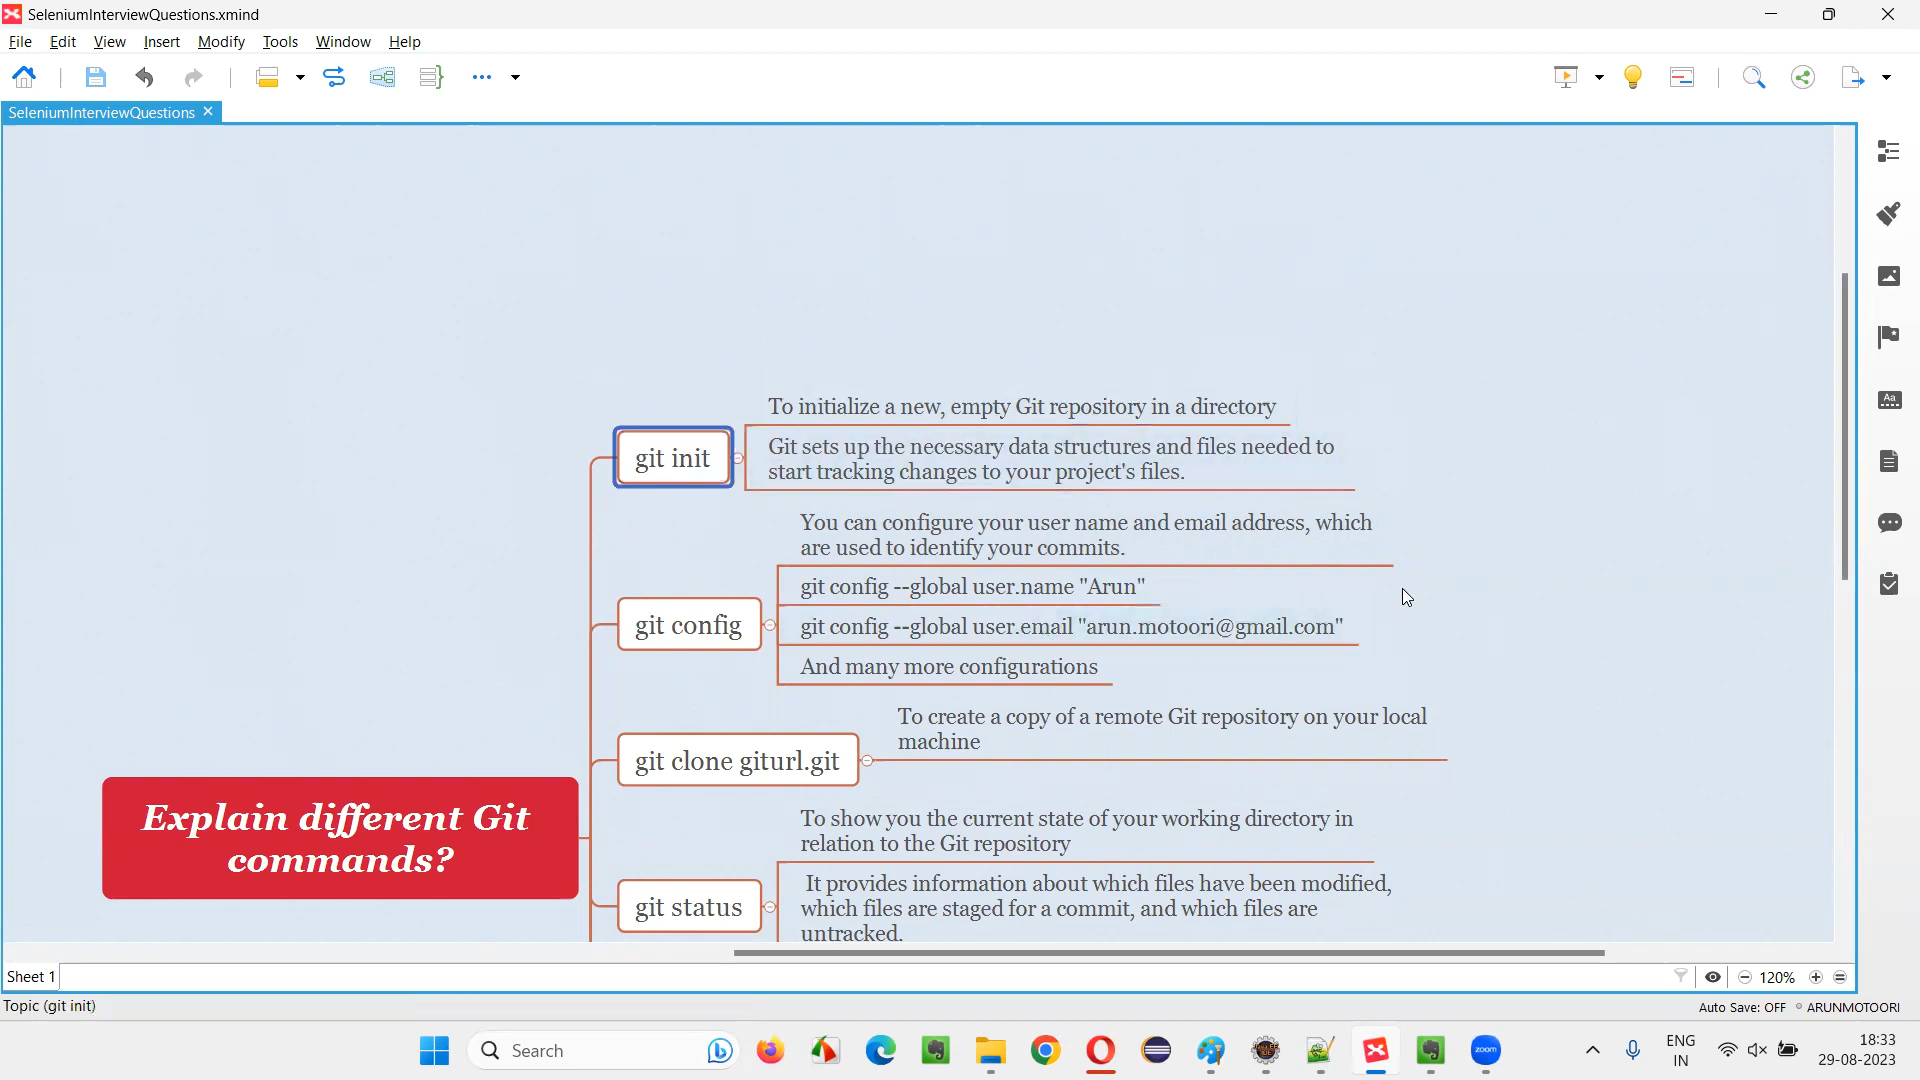 SeleniumInterviewQuestions.xmind
File Edit View Insert Modify Tools Window Help
SeleniumInterviewQuestions
To initialize a new, empty Git repository in a directory
git init
Git sets up the necessary data structures and files needed to
start tracking changes to your project's files.
You can configure your user name and email address, which
are used to identify your commits.
git config --global user.name "Arun"
git config
git config --global user.email "arun.motoori@gmail.com"
And many more configurations
To create a copy of a remote Git repository on your local
machine
git clone giturl.git
Explain different Git
commands?
To show you the current state of your working directory in
relation to the Git repository
git status
It provides information about which files have been modified,
which files are staged for a commit, and which files are
untracked.
Sheet 1
120%
Topic (git init)
Auto Save: OFF
ARUNMOTOORI
Search
zoom
ENG
IN
18:33
29-08-2023
Aa